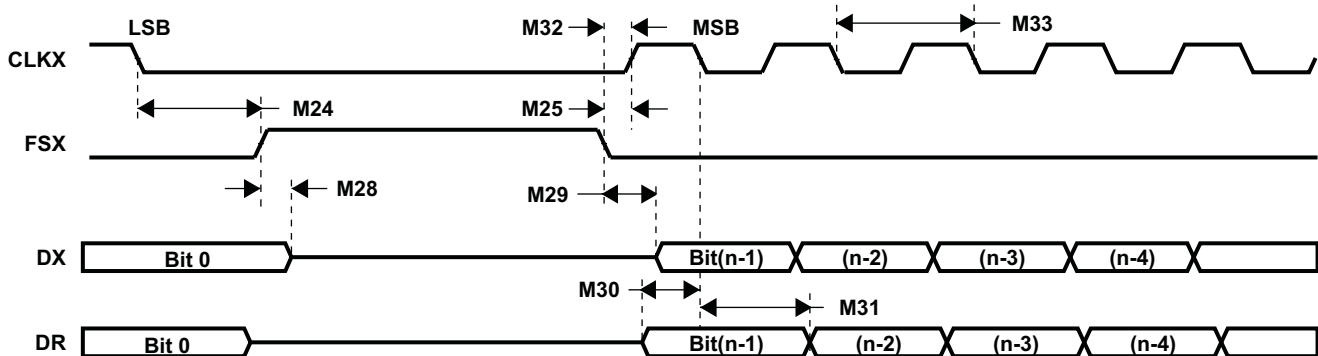 LSB M32 MSB M33
CLKX
M24 M25
FSX
M28 M29
DX Bit 0 Bit(n-1) (n-2) (n-3) (n-4)
M30 M31
DR Bit 0 Bit(n-1) (n-2) (n-3) (n-4)